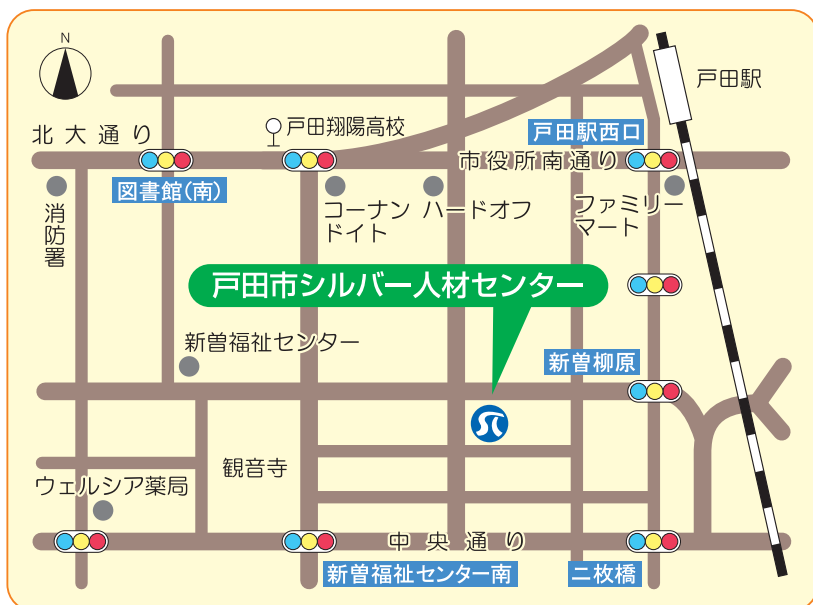 N
戸田駅
北大通り
戸田翔陽高校
戸田駅西口
市役所南通り
図書館(南)
消防署
コーナン
ドイト
ハードオフ
ファミリー
マート
戸田市シルバー人材センター
新曽福祉センター
新曽柳原
観音寺
ウェルシア薬局
中央通り
新曽福祉センター南
二枚橋